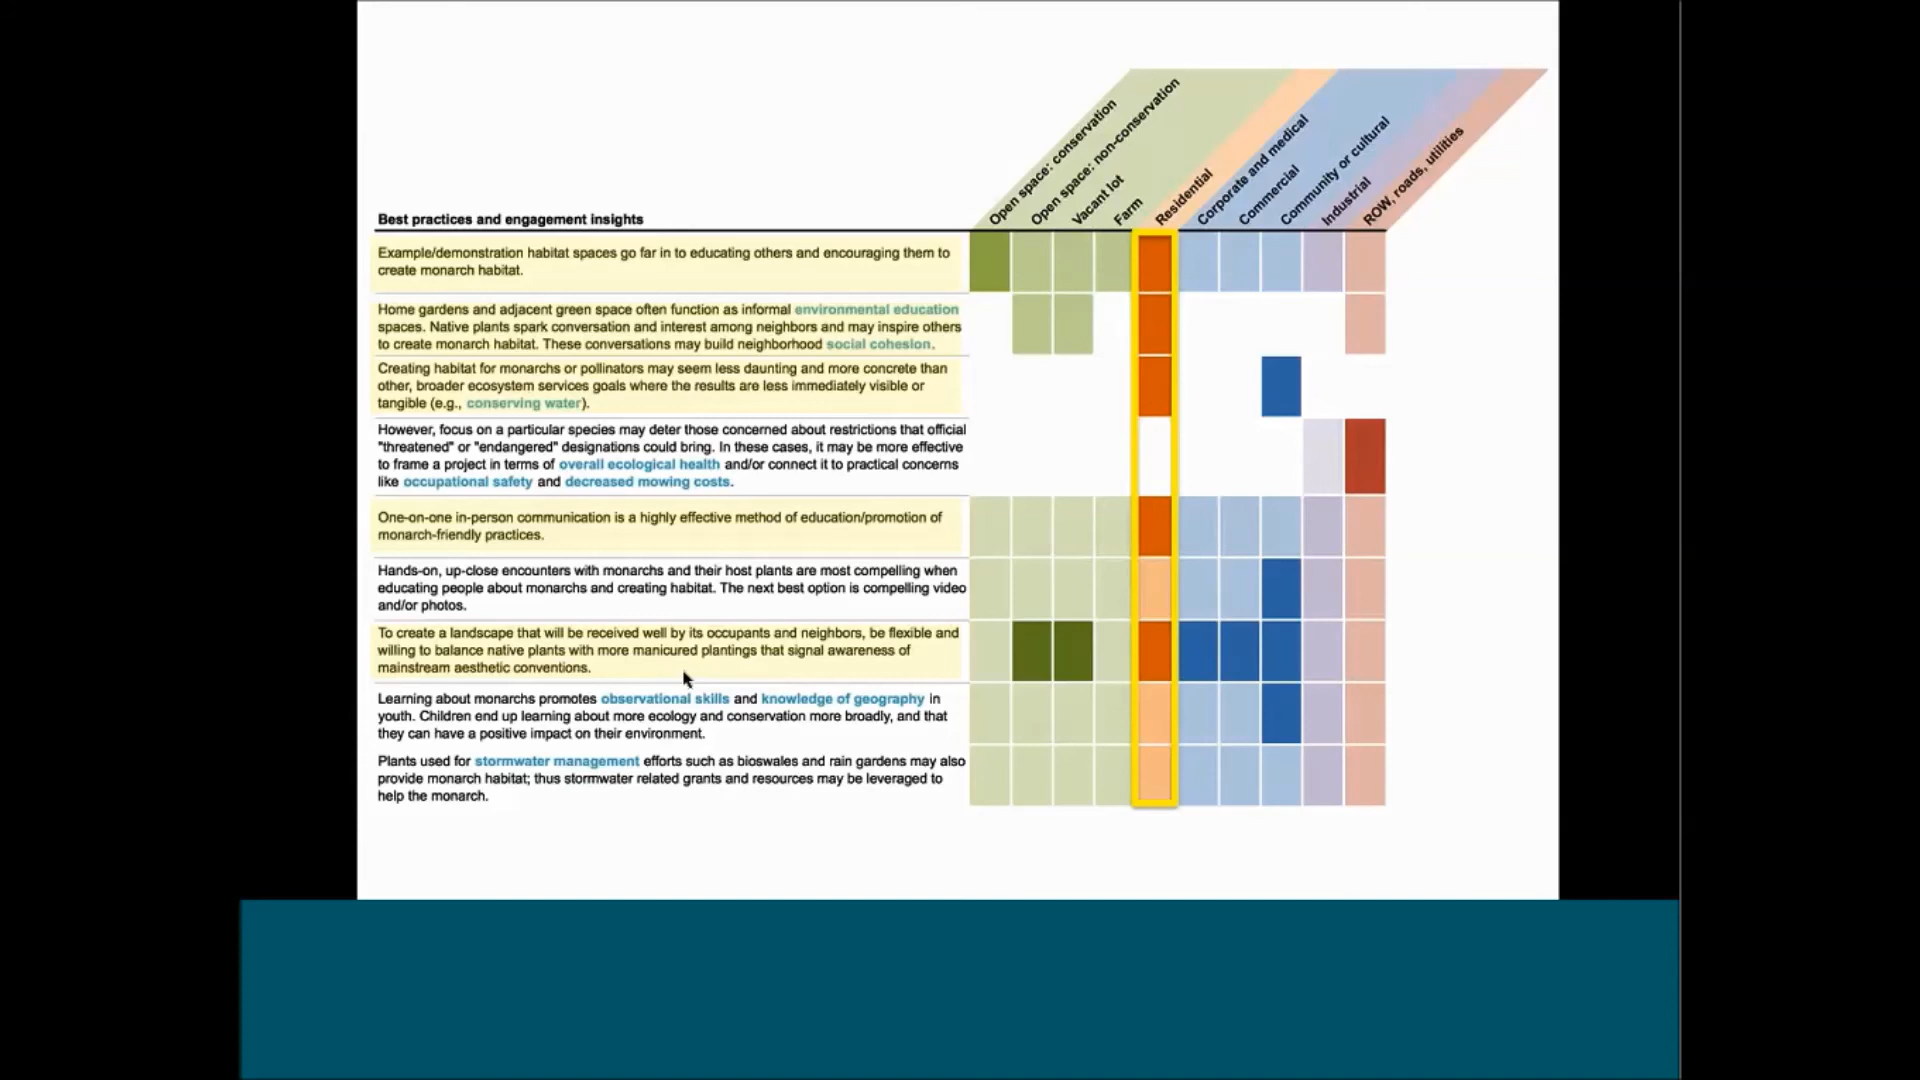 Open space: conservation
Open space: non-conservation
Vacant lot
Farm
Residential
Corporate and medical
Commercial
Community or cultural
Industrial
ROW, roads, utilities
Best practices and engagement insights
Example/demonstration habitat spaces go far in to educating others and encouraging them to
create monarch habitat.
Home gardens and adjacent green space often function as informal environmental education
spaces. Native plants spark conversation and interest among neighbors and may inspire others
to create monarch habitat. These conversations may build neighborhood social cohesion.
Creating habitat for monarchs or pollinators may seem less daunting and more concrete than
other, broader ecosystem services goals where the results are less immediately visible or
tangible (e.g., conserving water).
However, focus on a particular species may deter those concerned about restrictions that official
"threatened" or "endangered" designations could bring. In these cases, it may be more effective
to frame a project in terms of overall ecological health and/or connect it to practical concerns
like occupational safety and decreased mowing costs.
One-on-one in-person communication is a highly effective method of education/promotion of
monarch-friendly practices.
Hands-on, up-close encounters with monarchs and their host plants are most compelling when
educating people about monarchs and creating habitat. The next best option is compelling video
and/or photos.
To create a landscape that will be received well by its occupants and neighbors, be flexible and
willing to balance native plants with more manicured plantings that signal awareness of
mainstream aesthetic conventions.
Learning about monarchs promotes observational skills and knowledge of geography in
youth. Children end up learning about more ecology and conservation more broadly, and that
they can have a positive impact on their environment.
Plants used for stormwater management efforts such as bioswales and rain gardens may also
provide monarch habitat; thus stormwater related grants and resources may be leveraged to
help the monarch.